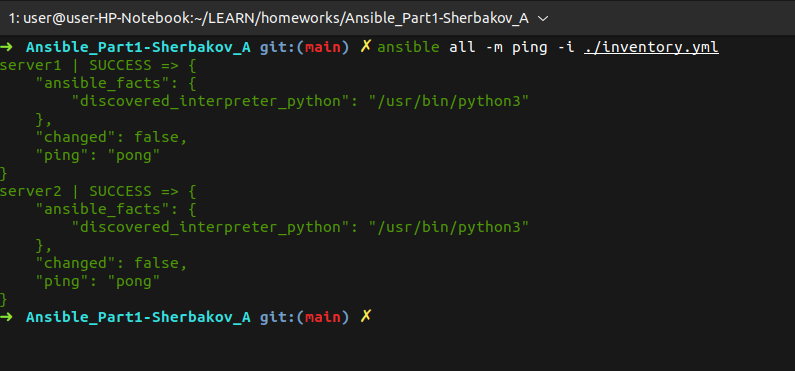 1: user@user-HP-Notebook:~/LEARN/homeworks/Ansible_Part1-Sherbakov_A
➜  Ansible_Part1-Sherbakov_A git:(main) ✗ ansible all -m ping -i ./inventory.yml
server1 | SUCCESS => {
    "ansible_facts": {
        "discovered_interpreter_python": "/usr/bin/python3"
    },
    "changed": false,
    "ping": "pong"
}
server2 | SUCCESS => {
    "ansible_facts": {
        "discovered_interpreter_python": "/usr/bin/python3"
    },
    "changed": false,
    "ping": "pong"
}
➜  Ansible_Part1-Sherbakov_A git:(main) ✗